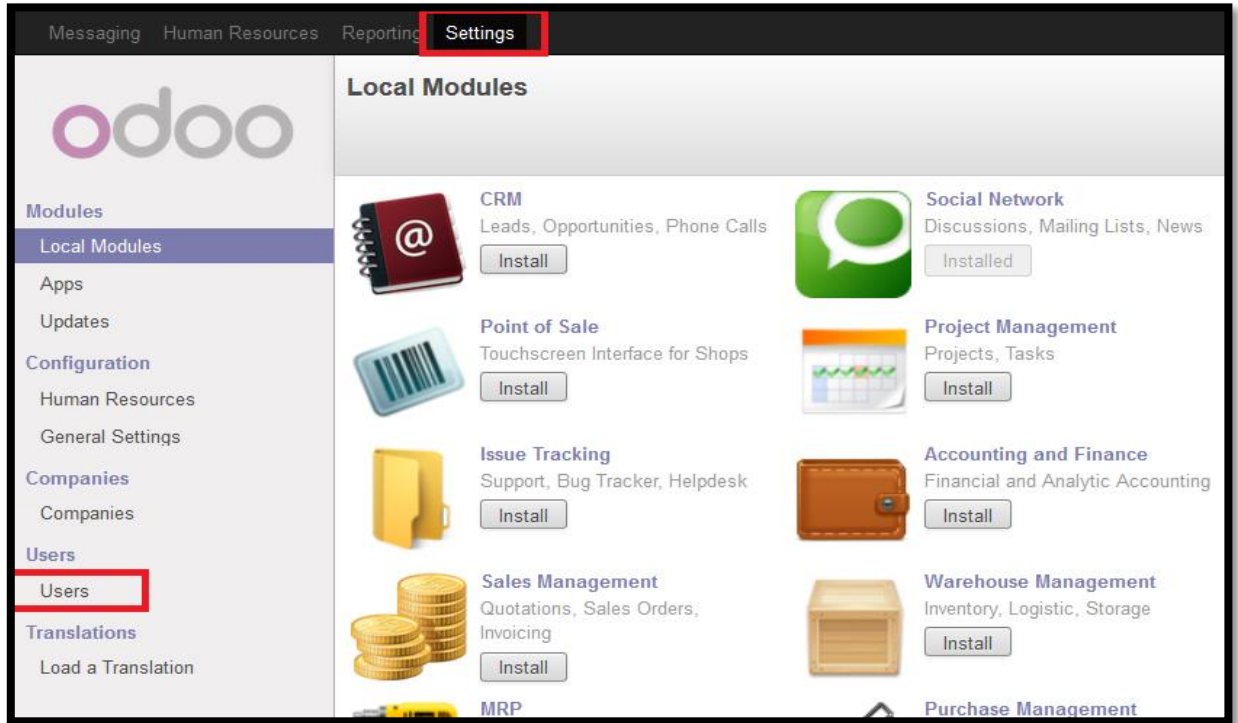 Messaging Human Resources Reporting Settings
odoo
Modules
Local Modules
Apps
Updates
Configuration
Human Resources
General Settings
Companies
Companies
Users
Users
Translations
Load a Translation
Local Modules
CRM
Leads, Opportunities, Phone Calls
Install
Social Network
Discussions, Mailing Lists, News
Installed
Point of Sale
Touchscreen Interface for Shops
Install
Project Management
Projects, Tasks
Install
Issue Tracking
Support, Bug Tracker, Helpdesk
Install
Accounting and Finance
Financial and Analytic Accounting
Install
Sales Management
Quotations, Sales Orders,
Invoicing
Install
Warehouse Management
Inventory, Logistic, Storage
Install
MRP
Purchase Management